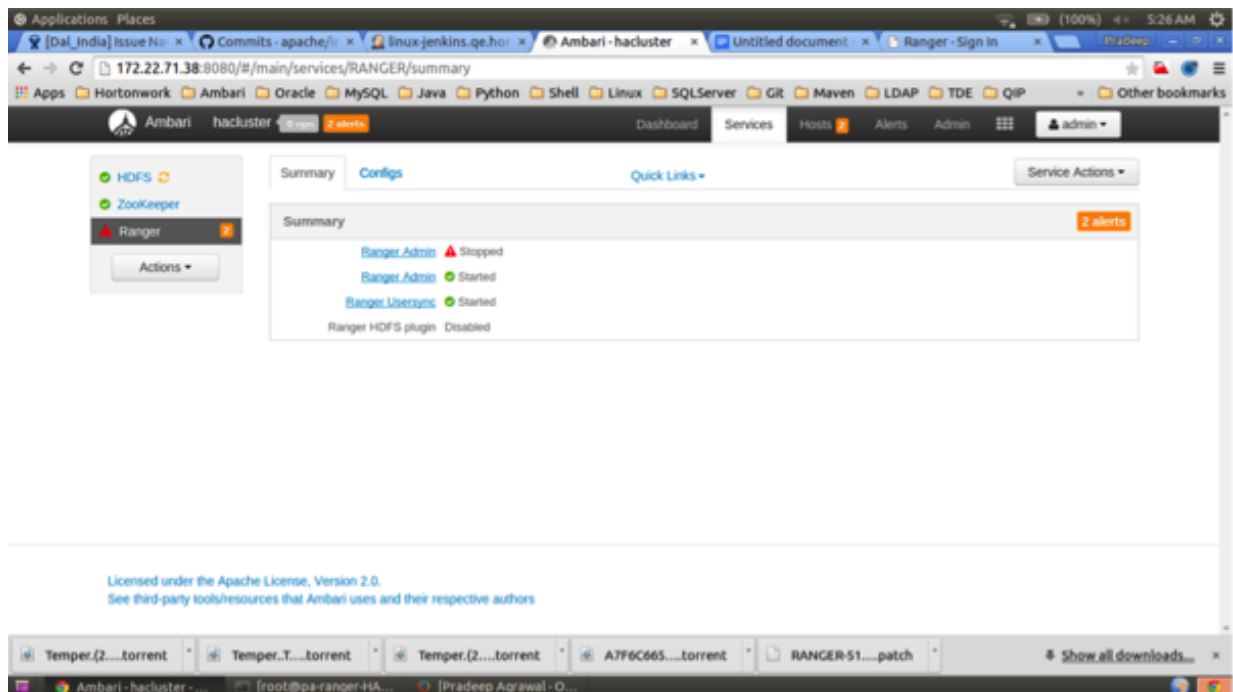 Applications Places
(100%) 5:26 AM
[Dal_India] Issue Na
Commits · apache/ir
linux-jenkins.qe.hor
Ambari - hacluster
Untitled document
Ranger - Sign In
Pradeep
172.22.71.38:8080/#/main/services/RANGER/summary
Apps Hortonwork Ambari Oracle MySQL Java Python Shell Linux SQLServer Git Maven LDAP TDE QIP » Other bookmarks
Ambari hacluster 0 ops 2 alerts Dashboard Services Hosts 2 Alerts Admin admin
HDFS
ZooKeeper
Ranger 2
Actions
Summary Configs Quick Links Service Actions
Summary 2 alerts
Ranger Admin Stopped
Ranger Admin Started
Ranger Usersync Started
Ranger HDFS plugin Disabled
Licensed under the Apache License, Version 2.0.
See third-party tools/resources that Ambari uses and their respective authors
Temper.(2....torrent Temper..T....torrent Temper.(2....torrent A7F6C665....torrent RANGER-51....patch Show all downloads...
Ambari - hacluster - ... [root@pa-ranger-HA... [Pradeep Agrawal - O...